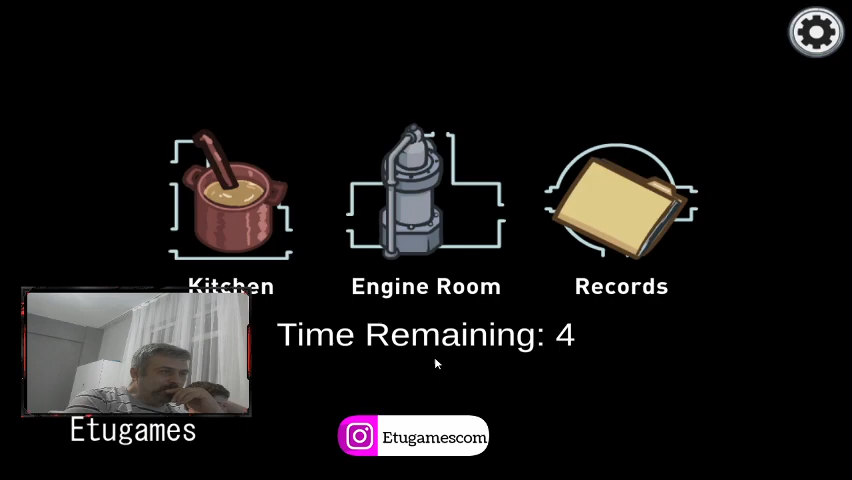 Kitchen
Engine Room
Records
Time Remaining: 4
Etugames
Etugamescom